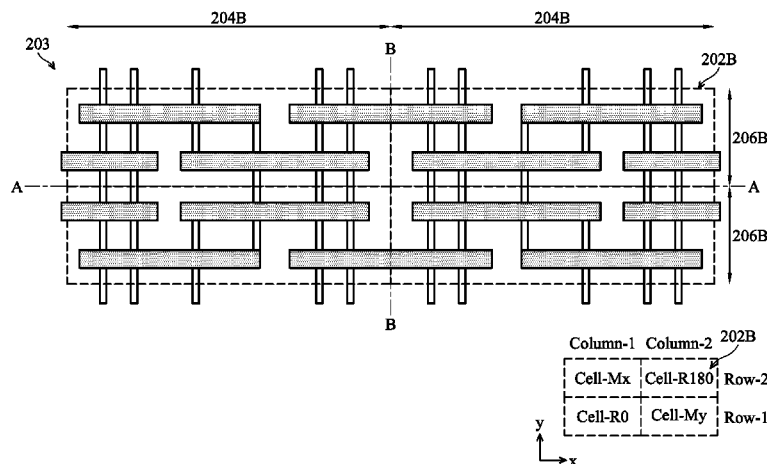 204B 204B
203
B
202B
206B
A A
206B
B
202B
Column-1 Column-2
Cell-Mx Cell-R180 Row-2
Cell-R0 Cell-My Row-1
y
x